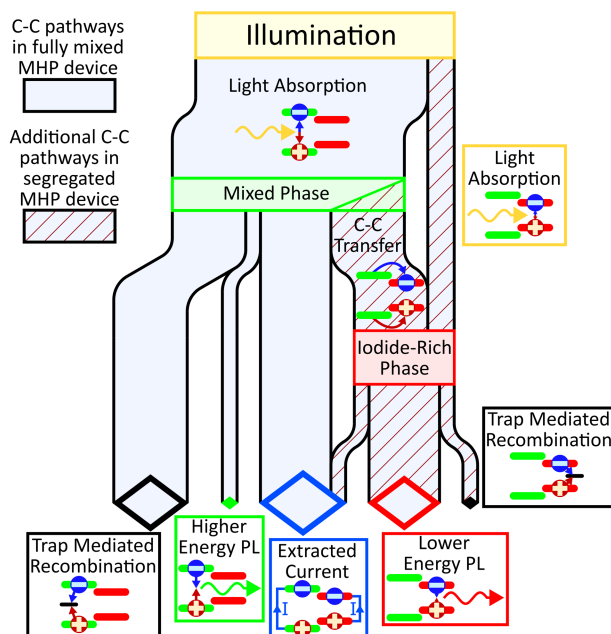 C-C pathways
in fully mixed
MHP device
Additional C-C
pathways in
segregated
MHP device
Illumination
Light Absorption
Mixed Phase
Light
Absorption
C-C
Transfer
Iodide-Rich
Phase
Trap Mediated
Recombination
Trap Mediated
Recombination
Higher
Energy PL
Extracted
Current
I
I
Lower
Energy PL